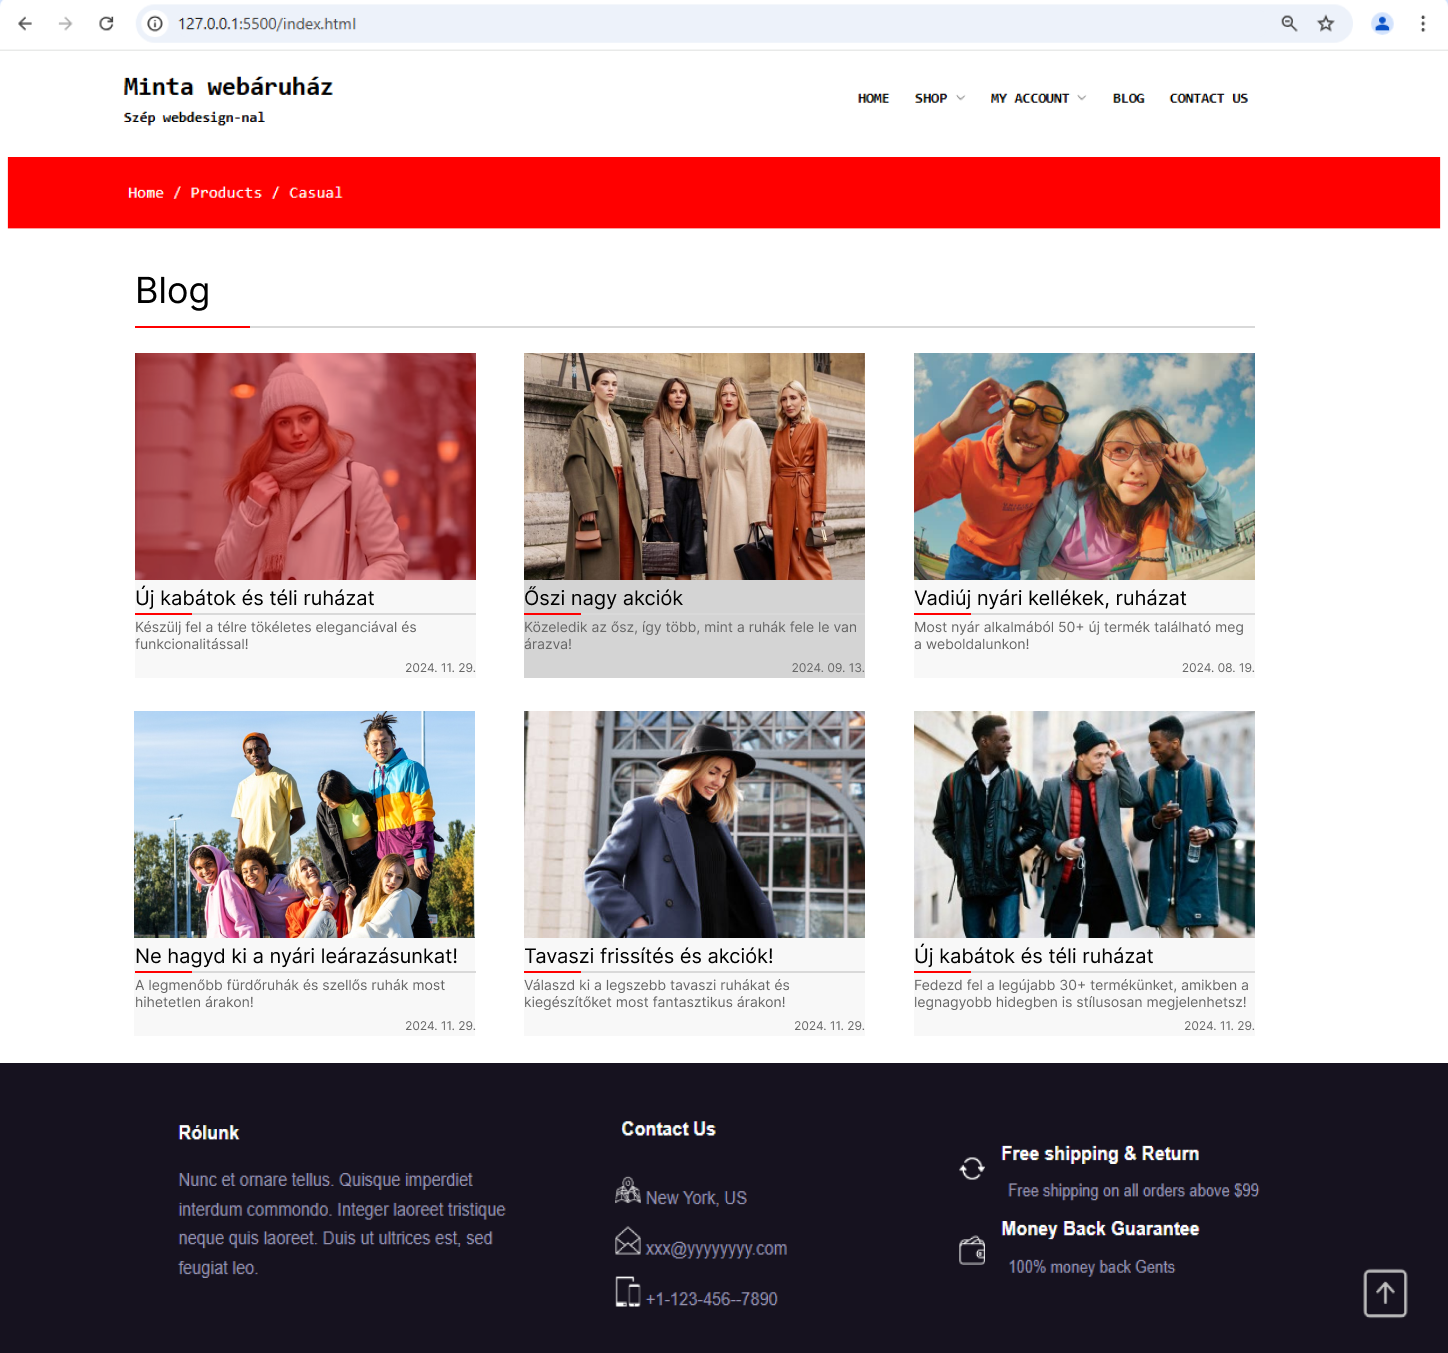 127.0.0.1:5500/index.html
Minta webáruház
Szép webdesign-nal
HOME SHOP MY ACCOUNT BLOG CONTACT US
Home / Products / Casual
Blog
Új kabátok és téli ruházat
Készülj fel a télre tökéletes eleganciával és
funkcionalitással!
2024. 11. 29.
Őszi nagy akciók
Közeledik az ősz, így több, mint a ruhák fele le van
árazva!
2024. 09. 13.
Vadiúj nyári kellékek, ruházat
Most nyár alkalmából 50+ új termék található meg
a weboldalunkon!
2024. 08. 19.
Ne hagyd ki a nyári leárazásunkat!
A legmenőbb fürdőruhák és szellős ruhák most
hihetetlen árakon!
2024. 11. 29.
Tavaszi frissítés és akciók!
Válaszd ki a legszebb tavaszi ruhákat és
kiegészítőket most fantasztikus árakon!
2024. 11. 29.
Új kabátok és téli ruházat
Fedezd fel a legújabb 30+ termékünket, amikben a
legnagyobb hidegben is stílusosan megjelenhetsz!
2024. 11. 29.
Rólunk
Nunc et ornare tellus. Quisque imperdiet
interdum commondo. Integer laoreet tristique
neque quis laoreet. Duis ut ultrices est, sed
feugiat leo.
Contact Us
New York, US
xxx@yyyyyyyy.com
+1-123-456--7890
Free shipping & Return
Free shipping on all orders above $99
Money Back Guarantee
100% money back Gents